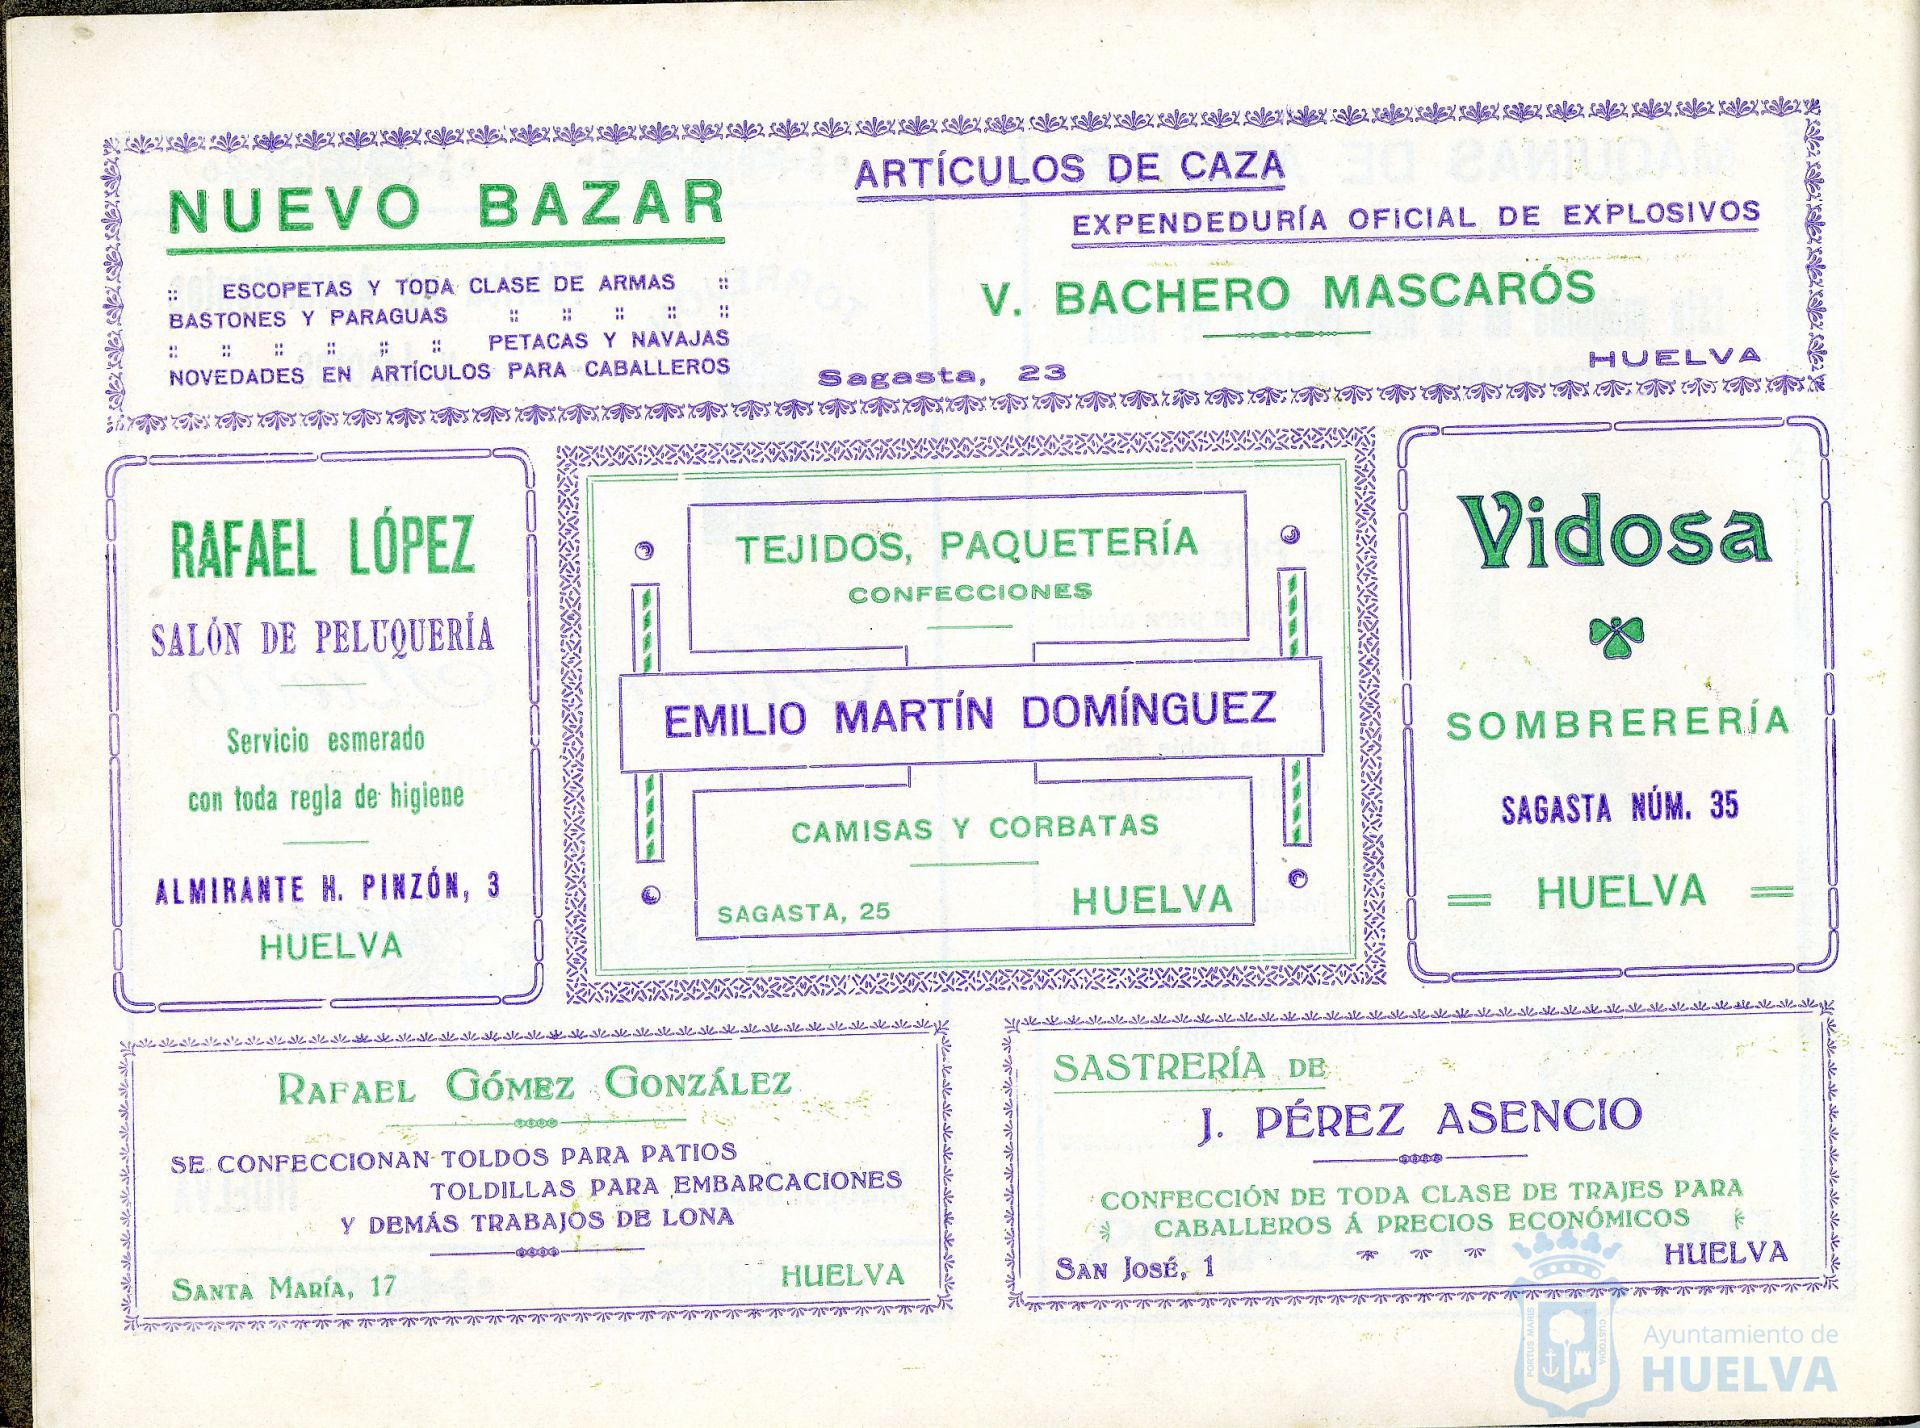 NUEVO BAZAR
ESCOPETAS Y TODA CLASE DE ARMAS
BASTONES Y PARAGUAS
PETACAS Y NAVAJAS
NOVEDADES EN ARTÍCULOS PARA CABALLEROS
ARTÍCULOS DE CAZA
EXPENDEDURÍA OFICIAL DE EXPLOSIVOS
V. BACHERO MASCARÓS
Sagasta, 23
HUELVA
RAFAEL LÓPEZ
SALÓN DE PELUQUERÍA
Servicio esmerado
con toda regla de higiene
ALMIRANTE H. PINZÓN, 3
HUELVA
TEJIDOS, PAQUETERÍA
CONFECCIONES
EMILIO MARTÍN DOMÍNGUEZ
CAMISAS Y CORBATAS
SAGASTA, 25
HUELVA
Vidosa
SOMBRERERÍA
SAGASTA NÚM. 35
HUELVA
RAFAEL GÓMEZ GONZÁLEZ
SE CONFECCIONAN TOLDOS PARA PATIOS
TOLDILLAS PARA EMBARCACIONES
Y DEMÁS TRABAJOS DE LONA
SANTA MARÍA, 17
HUELVA
SASTRERÍA DE
J. PÉREZ ASENCIO
CONFECCIÓN DE TODA CLASE DE TRAJES PARA
CABALLEROS Á PRECIOS ECONÓMICOS
SAN JOSÉ, 1
HUELVA
PORTUS MARIS
CUSTODIA
Ayuntamiento de
HUELVA